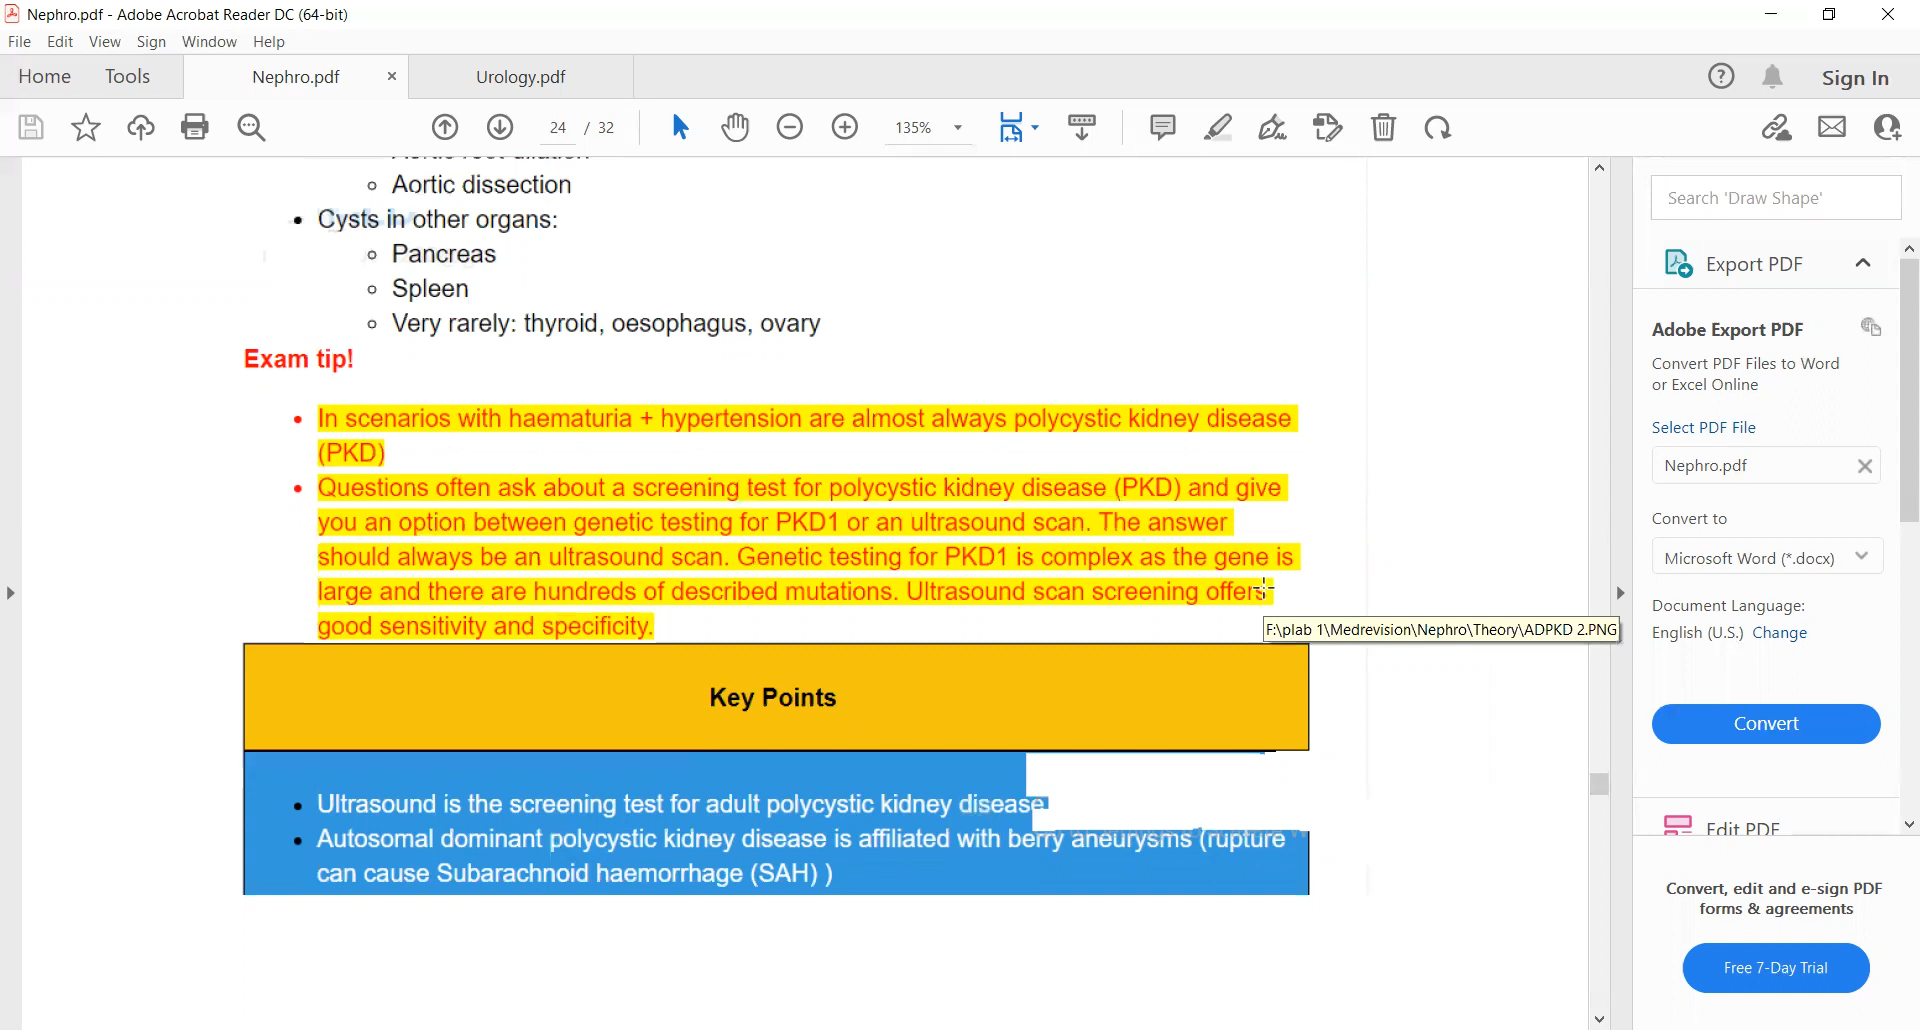 Nephro.pdf - Adobe Acrobat Reader DC (64-bit)
File Edit View Sign Window Help
Home Tools Nephro.pdf × Urology.pdf Sign In
24 / 32 135%
Aortic dissection
Cysts in other organs:
Pancreas
Spleen
Very rarely: thyroid, oesophagus, ovary
Exam tip!
In scenarios with haematuria + hypertension are almost always polycystic kidney disease
(PKD)
Questions often ask about a screening test for polycystic kidney disease (PKD) and give
you an option between genetic testing for PKD1 or an ultrasound scan. The answer
should always be an ultrasound scan. Genetic testing for PKD1 is complex as the gene is
large and there are hundreds of described mutations. Ultrasound scan screening offers
good sensitivity and specificity.
F:\plab 1\Medrevision\Nephro\Theory\ADPKD 2.PNG
Key Points
Ultrasound is the screening test for adult polycystic kidney disease
Autosomal dominant polycystic kidney disease is affiliated with berry aneurysms (rupture
can cause Subarachnoid haemorrhage (SAH) )
Search 'Draw Shape'
Export PDF
Adobe Export PDF
Convert PDF Files to Word
or Excel Online
Select PDF File
Nephro.pdf
Convert to
Microsoft Word (*.docx)
Document Language:
English (U.S.) Change
Convert
Edit PDF
Convert, edit and e-sign PDF
forms & agreements
Free 7-Day Trial